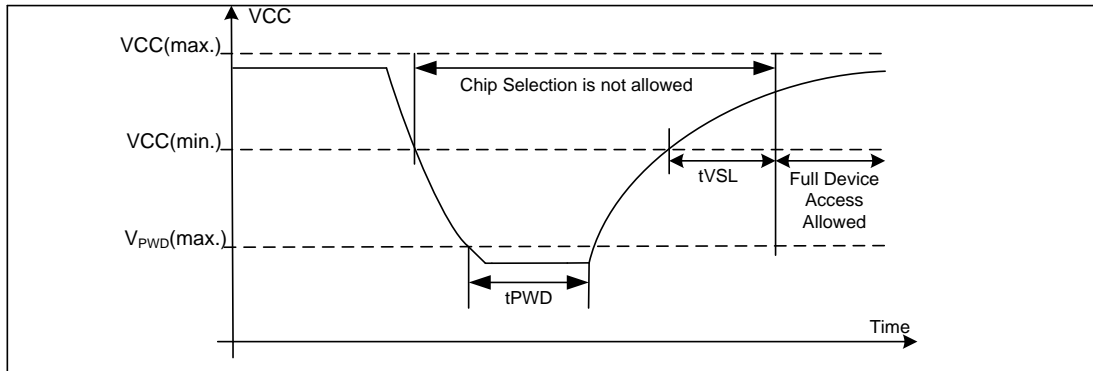 VCC
VCC(max.)
Chip Selection is not allowed
VCC(min.)
tVSL
Full Device
Access
Allowed
VPWD(max.)
tPWD
Time